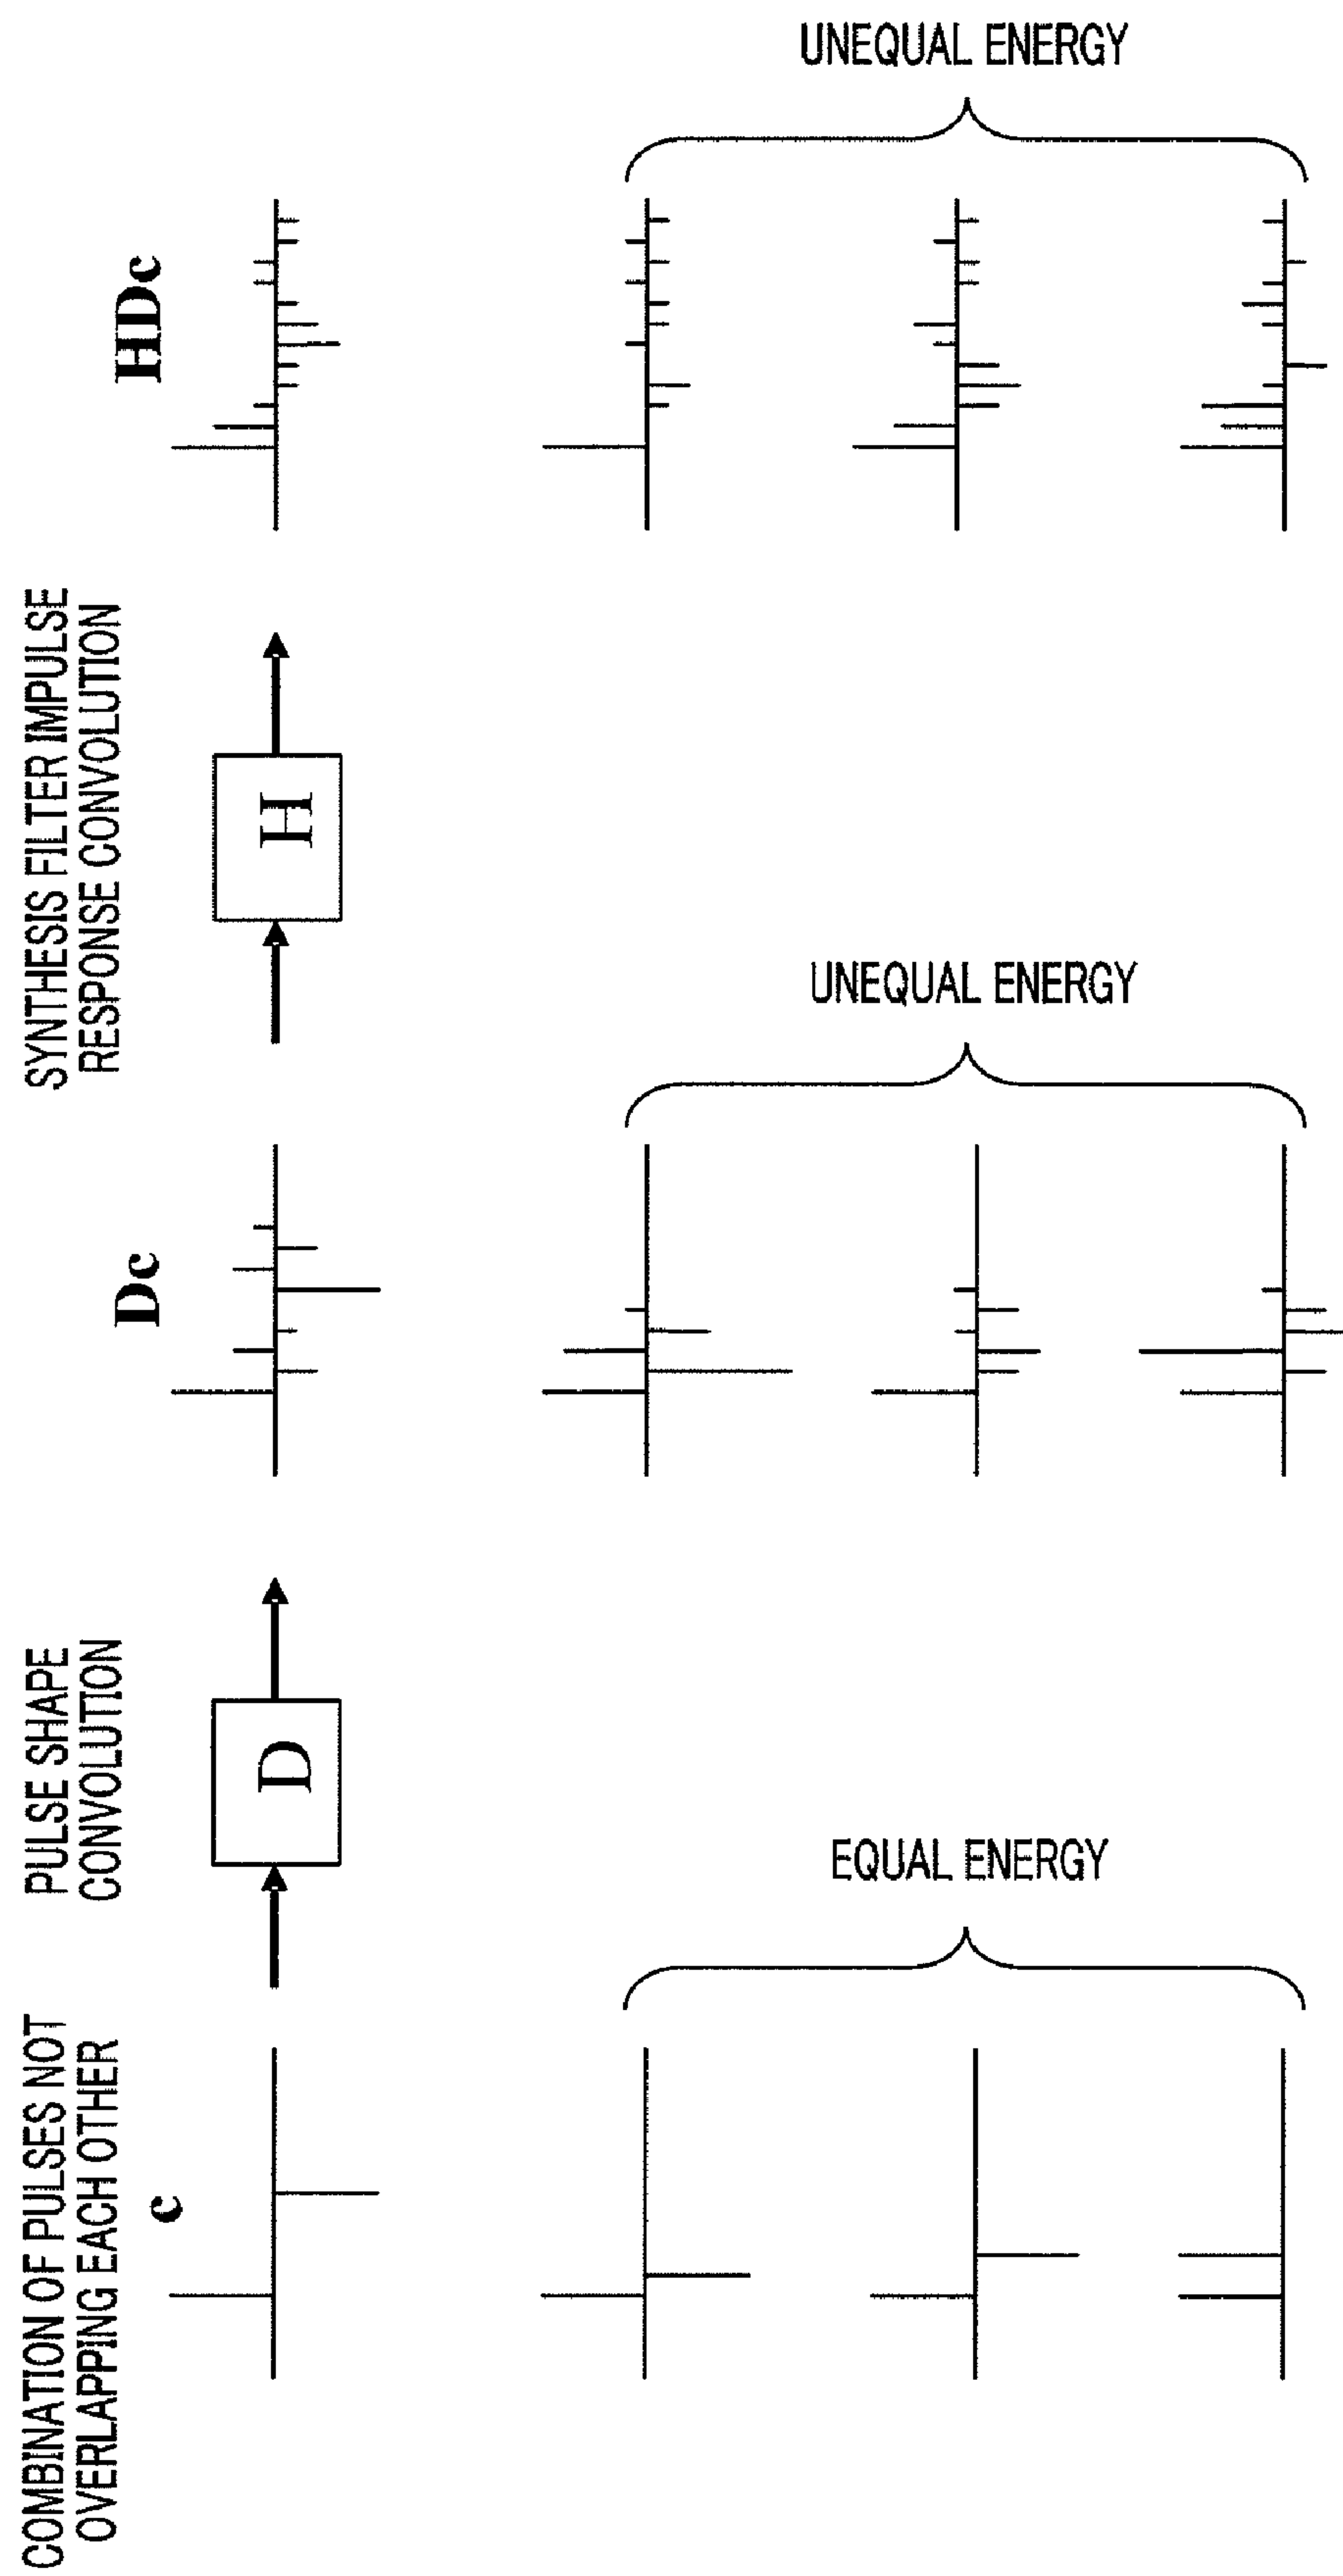 COMBINATION OF PULSES NOT
OVERLAPPING EACH OTHER
c
PULSE SHAPE
CONVOLUTION
D
Dc
SYNTHESIS FILTER IMPULSE
RESPONSE CONVOLUTION
H
HDc
EQUAL ENERGY
UNEQUAL ENERGY
UNEQUAL ENERGY